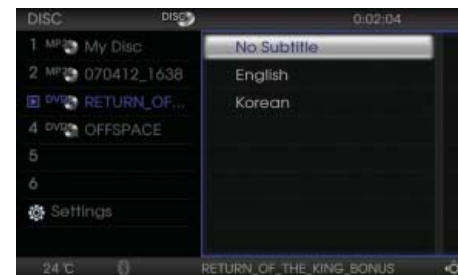 DISC DISC 0:02:04
1 MP3 My Disc
2 MP3 070412_1638
DVD RETURN_OF...
4 DVD OFFSPACE
5
6
Settings
No Subtitle
English
Korean
24°C RETURN_OF_THE_KING_BONUS